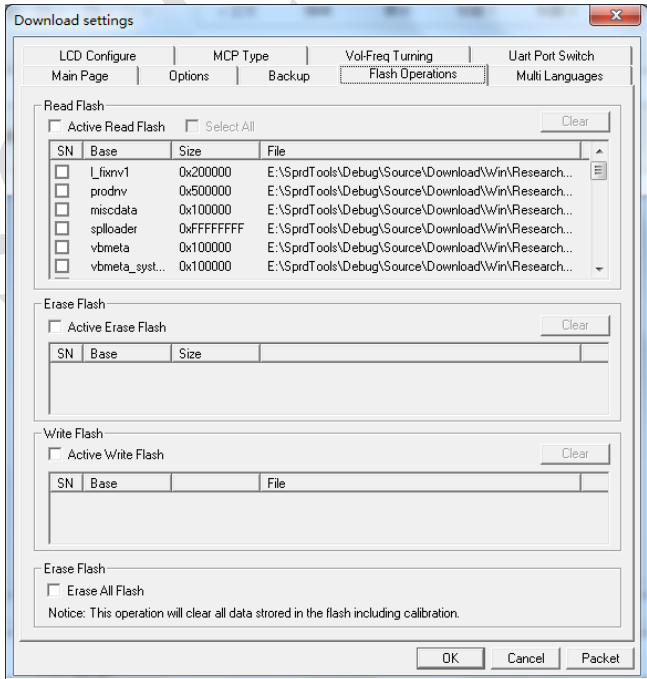 Download settings
LCD Configure MCP Type Vol-Freq Turning Uart Port Switch
Main Page Options Backup Flash Operations Multi Languages
Read Flash
Active Read Flash Select All Clear
SN Base Size File
l_fixnv1 0x200000 E:\SprdTools\Debug\Source\Download\Win\Research...
prodnv 0x500000 E:\SprdTools\Debug\Source\Download\Win\Research...
miscdata 0x100000 E:\SprdTools\Debug\Source\Download\Win\Research...
splloader 0xFFFFFFFF E:\SprdTools\Debug\Source\Download\Win\Research...
vbmeta 0x100000 E:\SprdTools\Debug\Source\Download\Win\Research...
vbmeta_syst... 0x100000 E:\SprdTools\Debug\Source\Download\Win\Research...
Erase Flash
Active Erase Flash Clear
SN Base Size
Write Flash
Active Write Flash Clear
SN Base File
Erase Flash
Erase All Flash
Notice: This operation will clear all data strored in the flash including calibration.
OK Cancel Packet